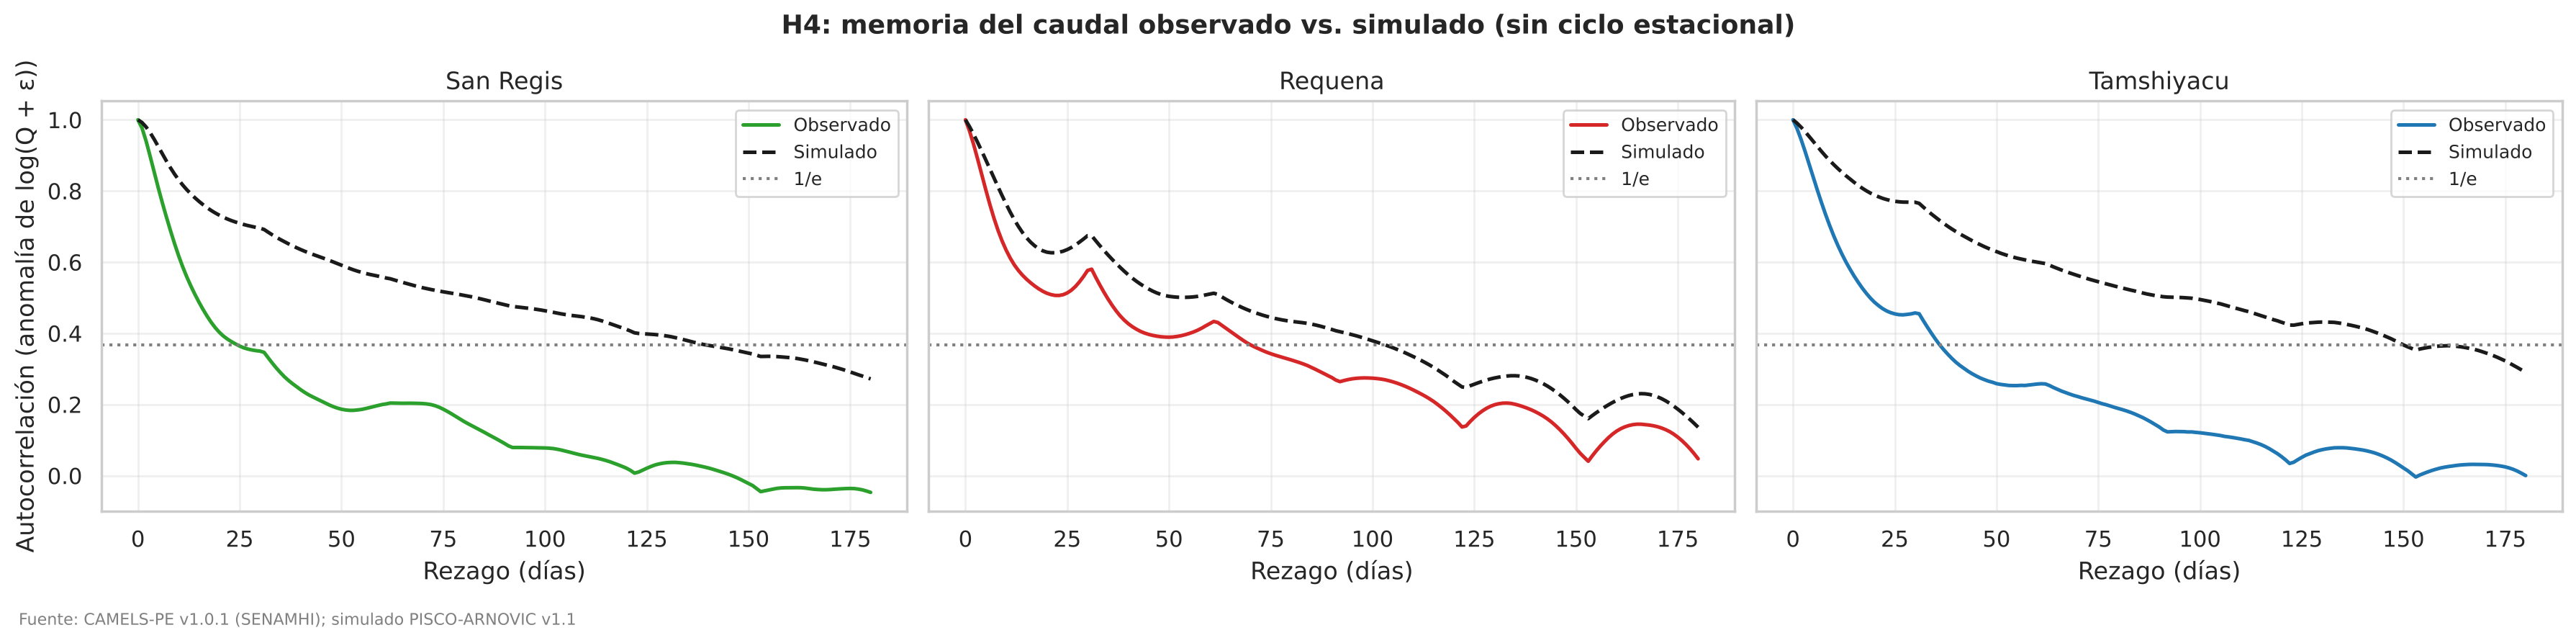 H4: memoria del caudal observado vs. simulado (sin ciclo estacional)
Autocorrelación (anomalía de log(Q + ε))
San Regis
Observado
Simulado
1/e
1.0
0.8
0.6
0.4
0.2
0.0
0 25 50 75 100 125 150 175
Rezago (días)
Requena
Observado
Simulado
1/e
0 25 50 75 100 125 150 175
Rezago (días)
Tamshiyacu
Observado
Simulado
1/e
0 25 50 75 100 125 150 175
Rezago (días)
Fuente: CAMELS-PE v1.0.1 (SENAMHI); simulado PISCO-ARNOVIC v1.1